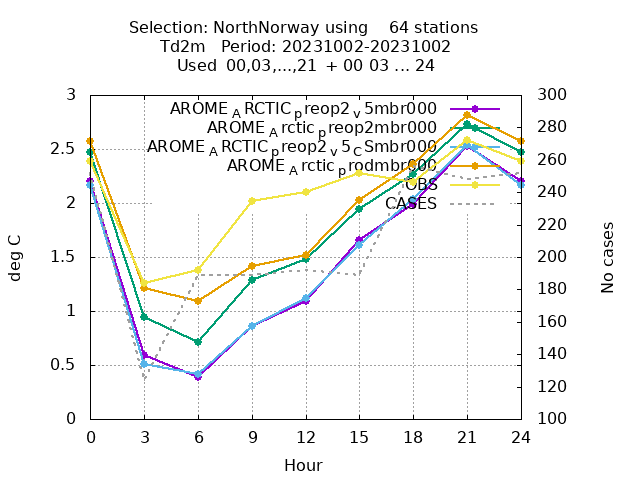 Selection: NorthNorway using 64 stations
Td2m Period: 20231002-20231002
Used 00,03,...,21 + 00 03 ... 24
3
2.5
2
1.5
1
0.5
0
deg C
AROME_ARCTIC_preop2_v5mbr000
AROME_Arctic_preop2mbr000
AROME_ARCTIC_preop2_v5_CSmbr000
AROME_Arctic_prodmbr000
OBS
CASES
300
280
260
240
220
200
180
160
140
120
100
No cases
0 3 6 9 12 15 18 21 24
Hour